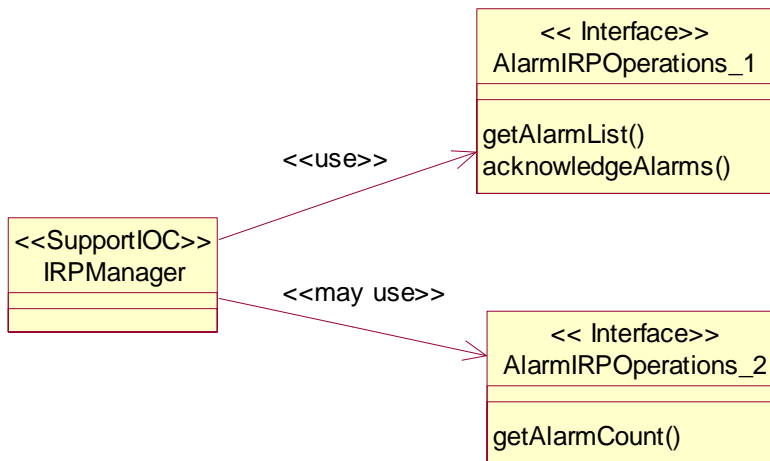 << Interface>>
AlarmIRPOperations_1
getAlarmList()
acknowledgeAlarms()
<<use>>
<<SupportIOC>>
IRPManager
<<may use>>
<< Interface>>
AlarmIRPOperations_2
getAlarmCount()